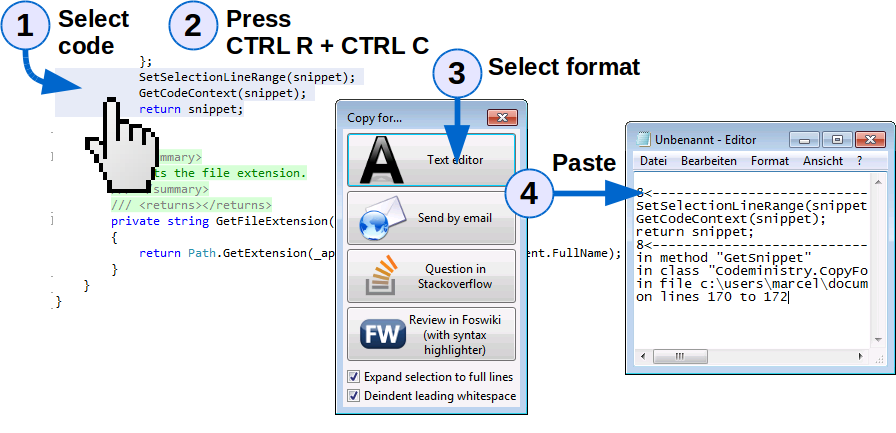 1 Select
code
2 Press
CTRL R + CTRL C
};
SetSelectionLineRange(snippet);
GetCodeContext(snippet);
return snippet;
summary>
ts the file extension.
summary>
/// <returns></returns>
private string GetFileExtension(
{
return Path.GetExtension(_ap
ent.FullName);
}
}
}
3 Select format
Copy for...
A Text editor
Send by email
Question in
Stackoverflow
FW Review in Foswiki
(with syntax
highlighter)
Expand selection to full lines
Deindent leading whitespace
4 Paste
Unbenannt - Editor
Datei Bearbeiten Format Ansicht ?
8<----------------------------
SetSelectionLineRange(snippet
GetCodeContext(snippet);
return snippet;
8<----------------------------
in method "GetSnippet"
in class "Codeministry.CopyFo
in file c:\users\marcel\docum
on lines 170 to 172